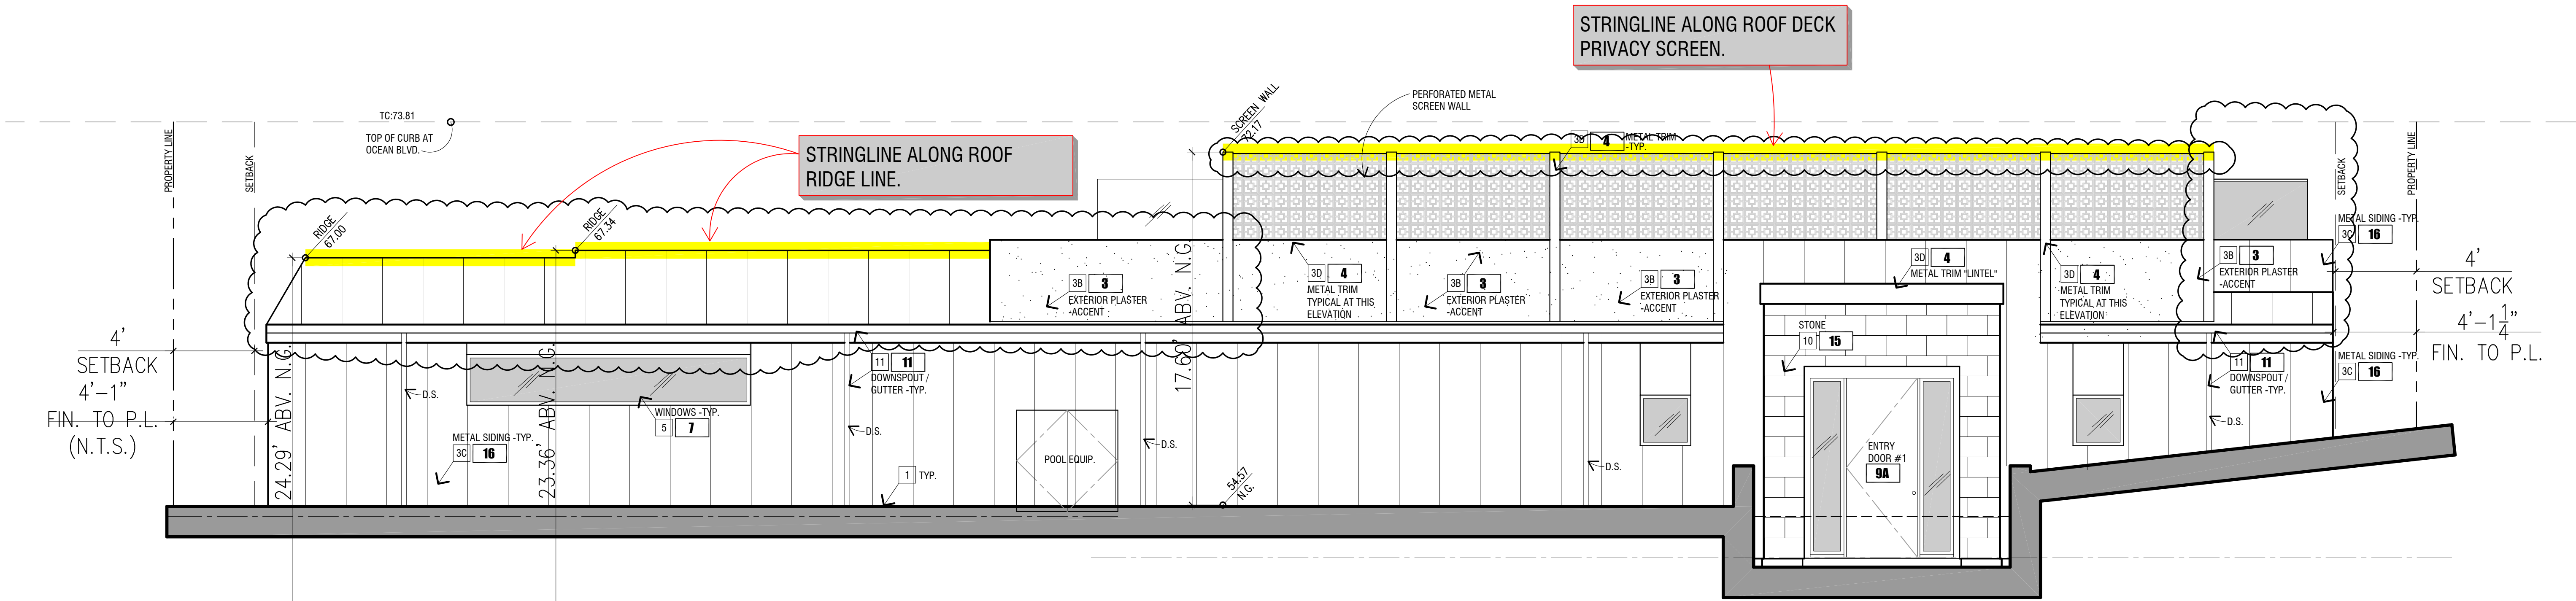 STRINGLINE ALONG ROOF DECK
PRIVACY SCREEN.
TC:73.81
TOP OF CURB AT
OCEAN BLVD.
PROPERTY LINE
SETBACK
STRINGLINE ALONG ROOF
RIDGE LINE.
RIDGE
67.00
RIDGE
67.34
SCREEN WALL
72.17
PERFORATED METAL
SCREEN WALL
3B 4 METAL TRIM
-TYP.
SETBACK
PROPERTY LINE
METAL SIDING -TYP.
3C 16
3B 3
EXTERIOR PLASTER
-ACCENT
3D 4
METAL TRIM
TYPICAL AT THIS
ELEVATION
3B 3
EXTERIOR PLASTER
-ACCENT
3B 3
EXTERIOR PLASTER
-ACCENT
3D 4
METAL TRIM "LINTEL"
3D 4
METAL TRIM
TYPICAL AT THIS
ELEVATION
3B 3
EXTERIOR PLASTER
-ACCENT
4'
SETBACK
4'-1 1/4"
FIN. TO P.L.
4'
SETBACK
4'-1"
FIN. TO P.L.
(N.T.S.)
24.29' ABV. N.G.
23.36' ABV. N.G.
17.60' ABV. N.G
STONE
10 15
11 11
DOWNSPOUT /
GUTTER -TYP.
11 11
DOWNSPOUT /
GUTTER -TYP.
METAL SIDING -TYP.
3C 16
D.S.
WINDOWS -TYP.
5 7
D.S.
D.S.
D.S.
D.S.
METAL SIDING -TYP.
3C 16
1 TYP.
POOL EQUIP.
54.57
N.G.
ENTRY
DOOR #1
9A